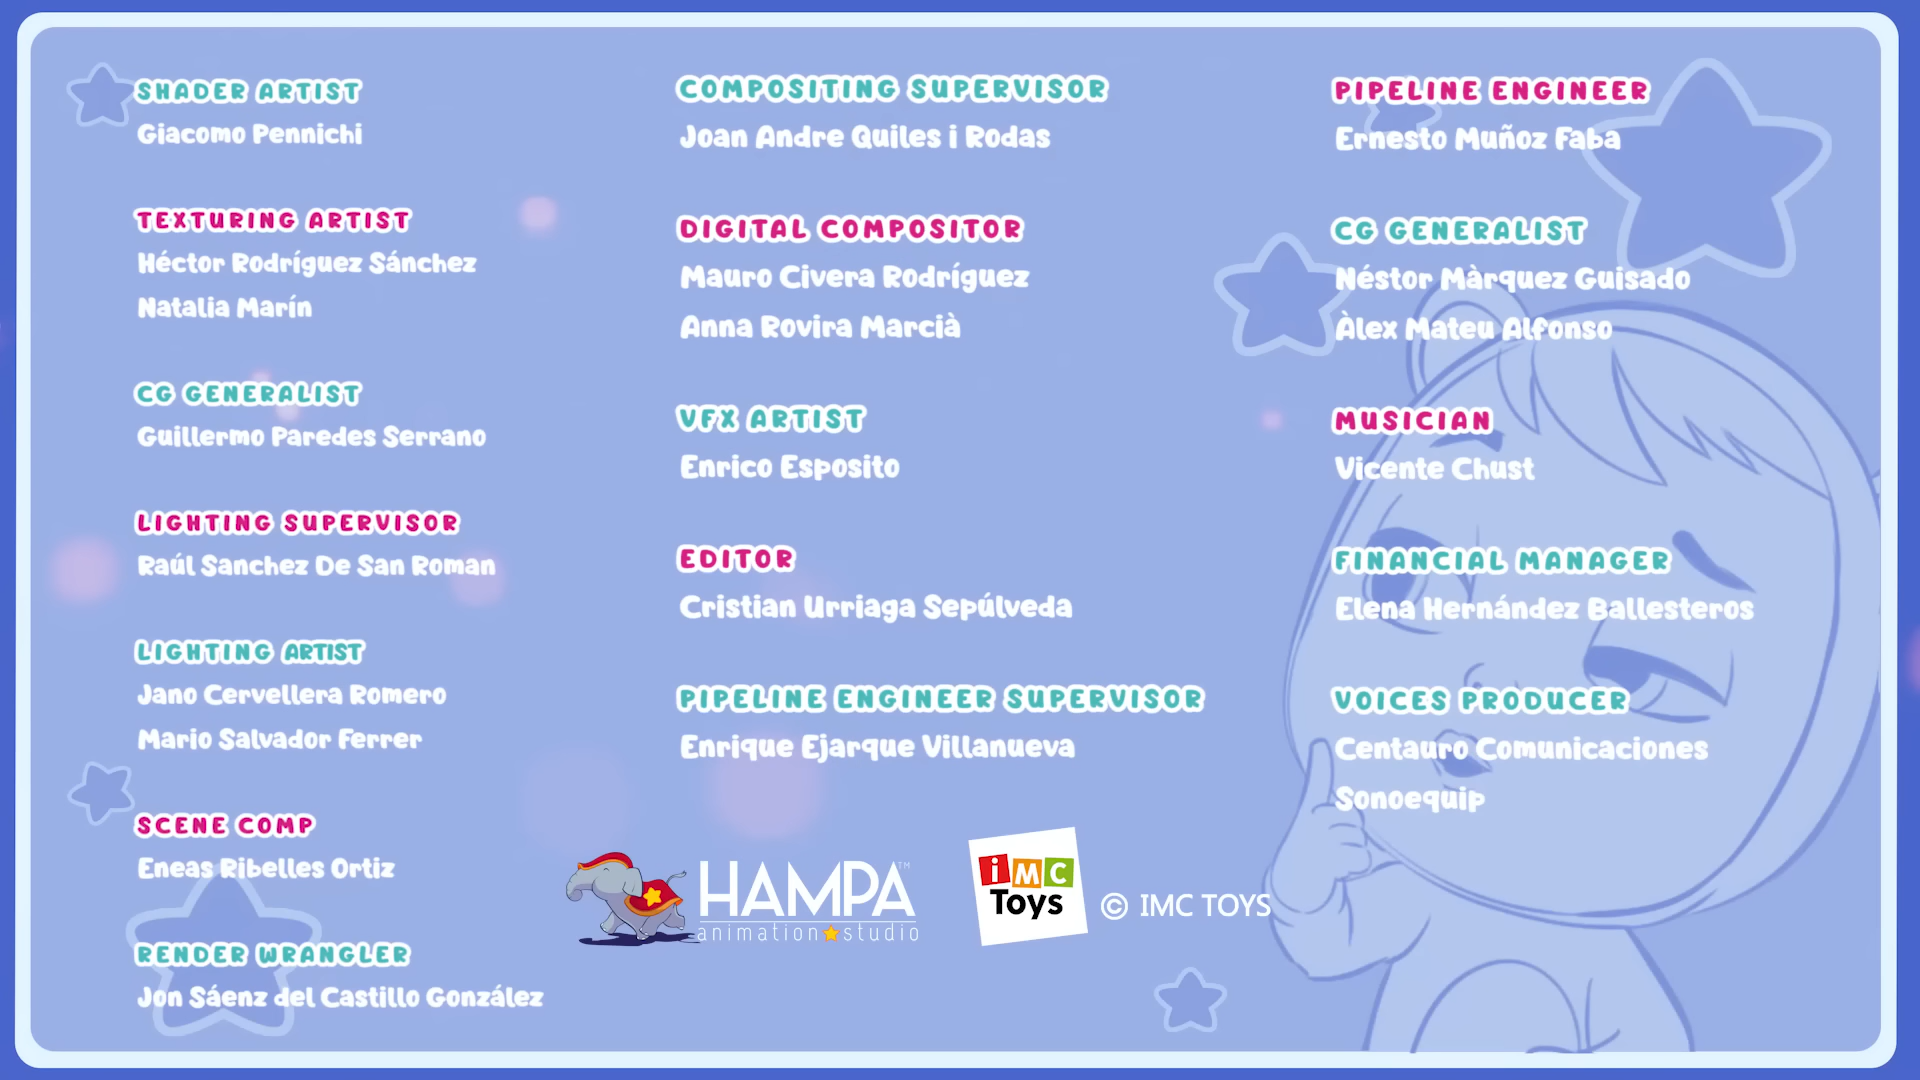 SHADER ARTIST
Giacomo Pennichi
TEXTURING ARTIST
Héctor Rodríguez Sánchez
Natalia Marín
CG GENERALIST
Guillermo Paredes Serrano
LIGHTING SUPERVISOR
Raúl Sanchez De San Roman
LIGHTING ARTIST
Jano Cervellera Romero
Mario Salvador Ferrer
SCENE COMP
Eneas Ribelles Ortiz
RENDER WRANGLER
Jon Sáenz del Castillo González
COMPOSITING SUPERVISOR
Joan Andre Quiles i Rodas
DIGITAL COMPOSITOR
Mauro Civera Rodríguez
Anna Rovira Marcià
VFX ARTIST
Enrico Esposito
EDITOR
Cristian Urriaga Sepúlveda
PIPELINE ENGINEER SUPERVISOR
Enrique Ejarque Villanueva
PIPELINE ENGINEER
Ernesto Muñoz Faba
CG GENERALIST
Néstor Màrquez Guisado
Àlex Mateu Alfonso
MUSICIAN
Vicente Chust
FINANCIAL MANAGER
Elena Hernández Ballesteros
VOICES PRODUCER
Centauro Comunicaciones
Sonoequip
HAMPA™
animation studio
iMC
Toys
© IMC TOYS